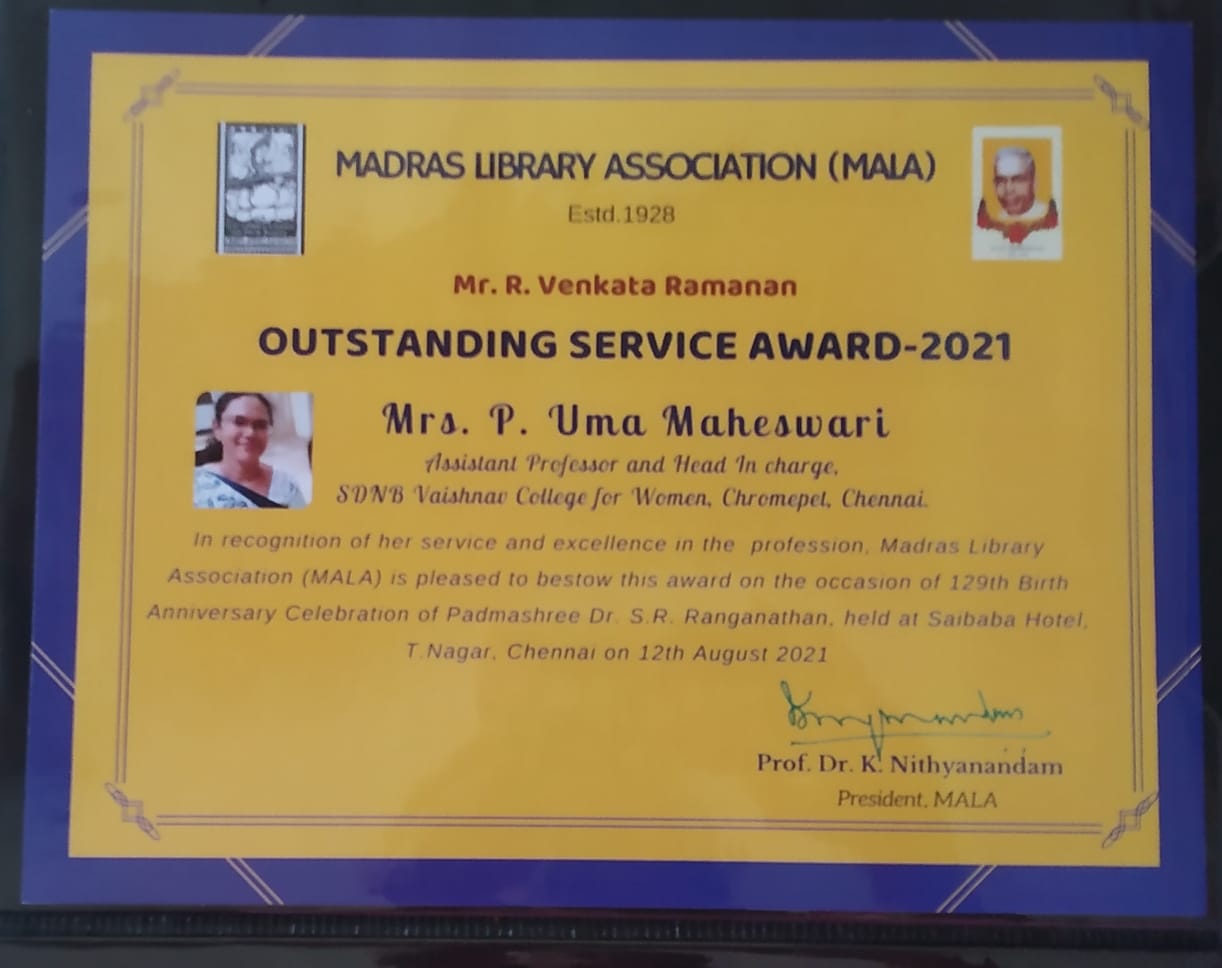 MADRAS LIBRARY ASSOCIATION (MALA)
Estd.1928
Mr. R. Venkata Ramanan
OUTSTANDING SERVICE AWARD-2021
Mrs. P. Uma Maheswari
Assistant Professor and Head In charge,
SDNB Vaishnav College for Women, Chromepet, Chennai.
In recognition of her service and excellence in the profession, Madras Library
Association (MALA) is pleased to bestow this award on the occasion of 129th Birth
Anniversary Celebration of Padmashree Dr. S.R. Ranganathan, held at Saibaba Hotel,
T.Nagar, Chennai on 12th August 2021
Prof. Dr. K. Nithyanandam
President, MALA